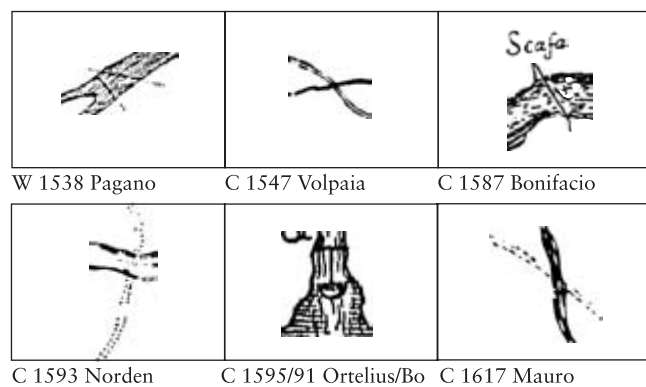 Scafa
W 1538 Pagano
C 1547 Volpaia
C 1587 Bonifacio
C 1593 Norden
C 1595/91 Ortelius/Bo
C 1617 Mauro